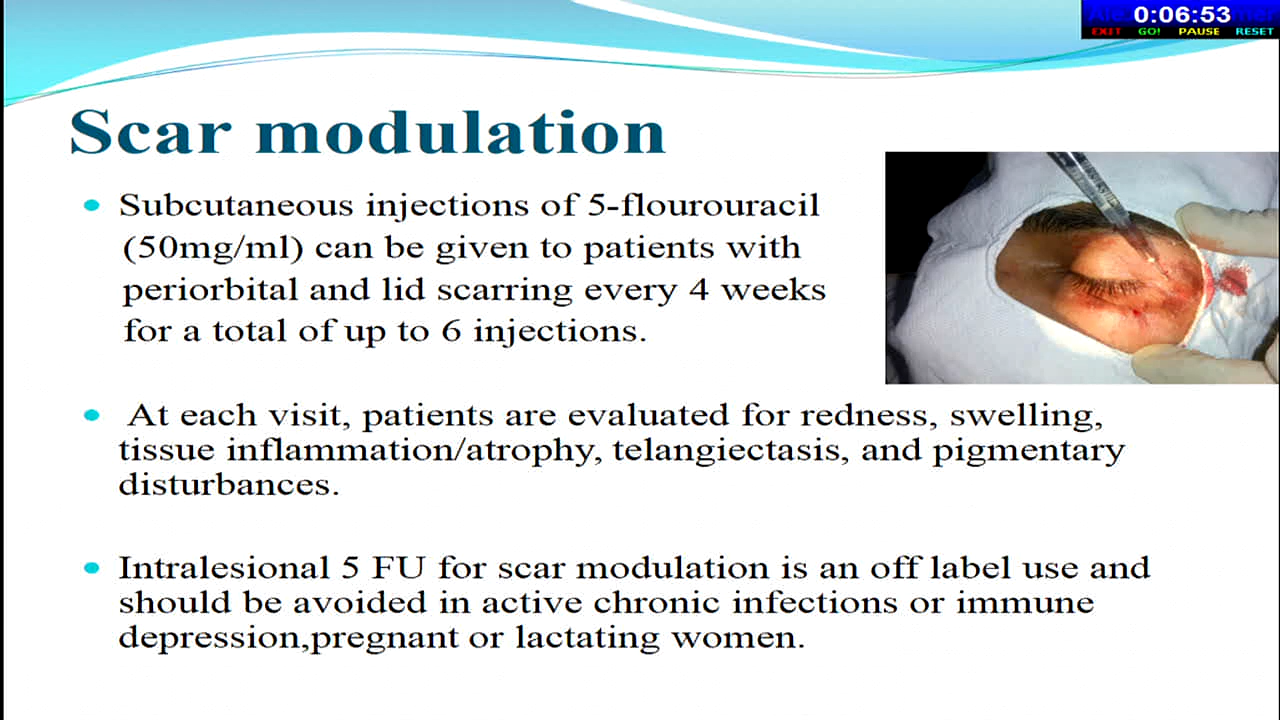 0:06:53
EXIT GO! PAUSE RESET
Scar modulation
Subcutaneous injections of 5-flourouracil
(50mg/ml) can be given to patients with
periorbital and lid scarring every 4 weeks
for a total of up to 6 injections.
At each visit, patients are evaluated for redness, swelling,
tissue inflammation/atrophy, telangiectasis, and pigmentary
disturbances.
Intralesional 5 FU for scar modulation is an off label use and
should be avoided in active chronic infections or immune
depression,pregnant or lactating women.